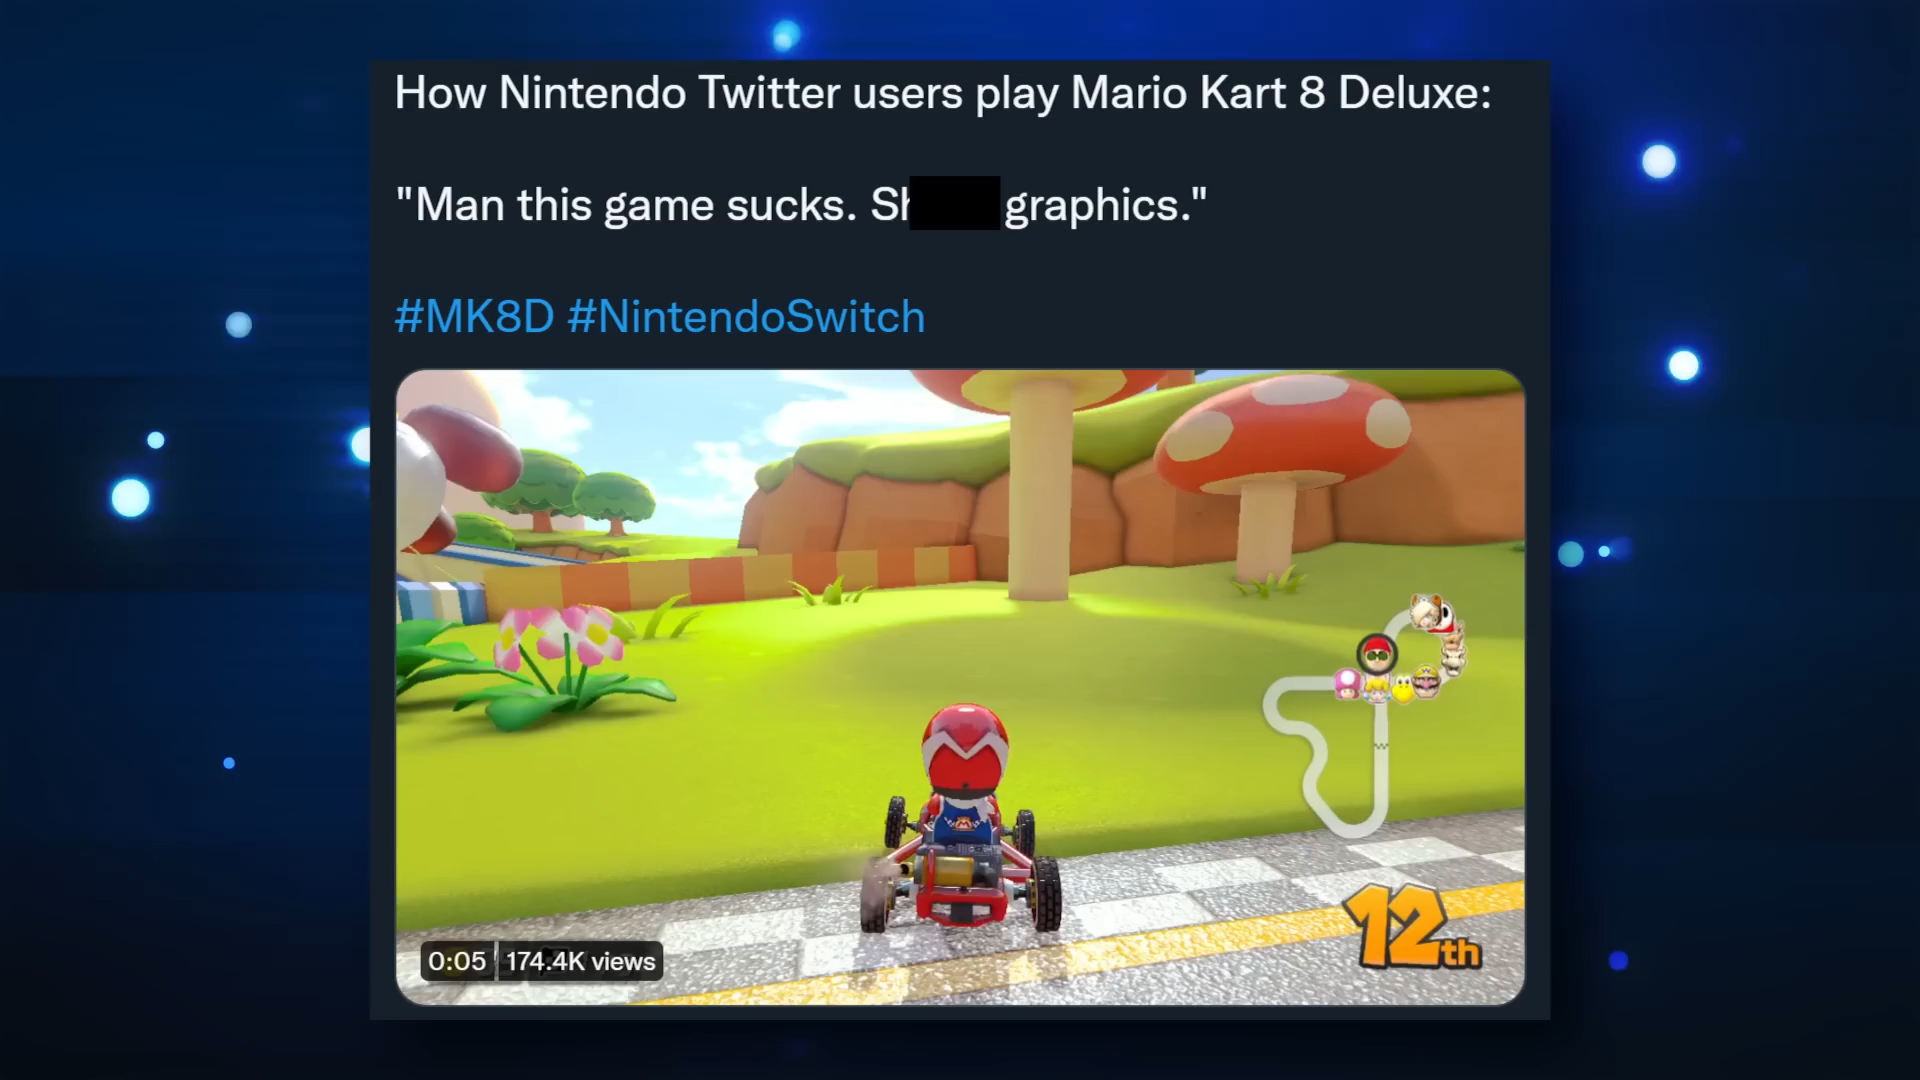 How Nintendo Twitter users play Mario Kart 8 Deluxe:
"Man this game sucks. Sh graphics."
#MK8D #NintendoSwitch
12th
0:05 174.4K views